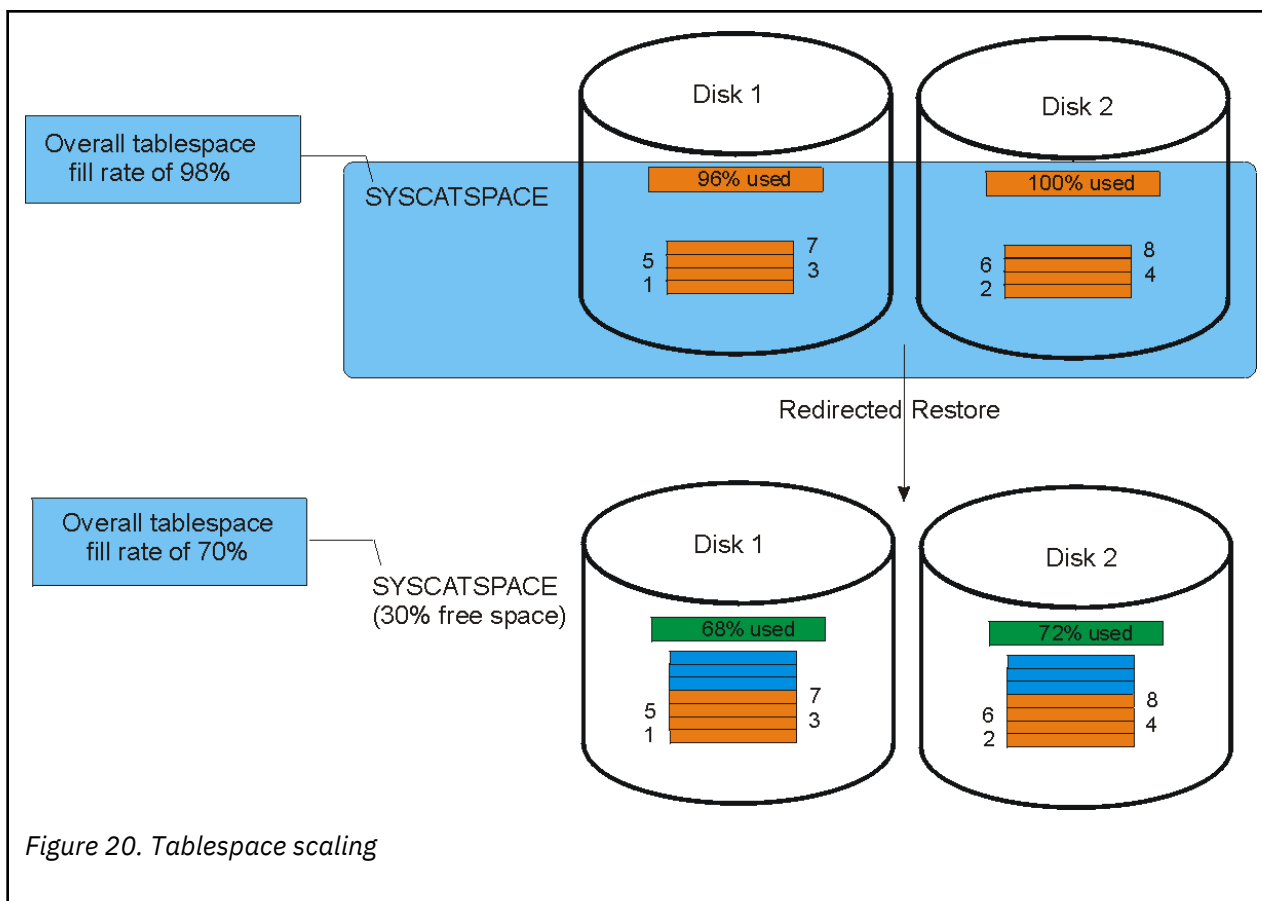 Disk 1
Disk 2
Overall tablespace
fill rate of 98%
SYSCATSPACE
96% used
100% used
7
5
3
1
8
6
4
2
Redirected Restore
Overall tablespace
fill rate of 70%
SYSCATSPACE
(30% free space)
Disk 1
Disk 2
68% used
72% used
7
5
3
1
8
6
4
2
Figure 20. Tablespace scaling